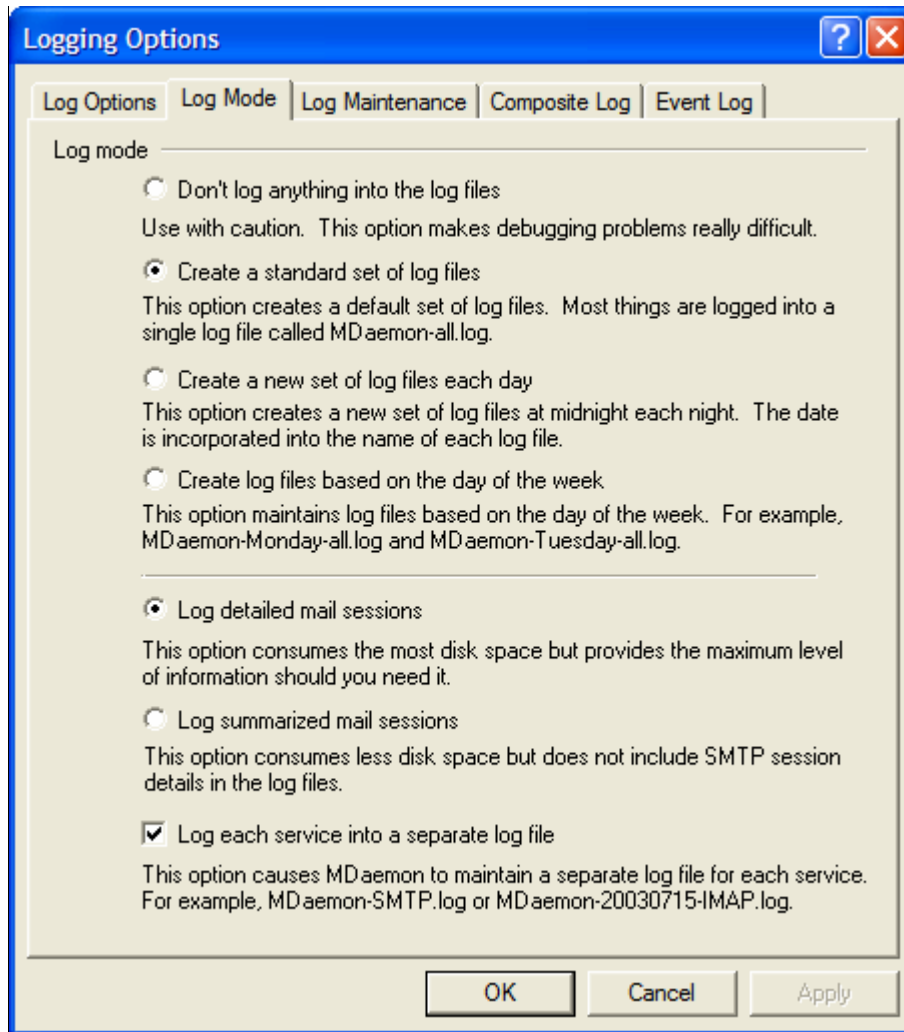 Logging Options
Log Options
Log Mode
Log Maintenance
Composite Log
Event Log
Log mode
Don't log anything into the log files
Use with caution.  This option makes debugging problems really difficult.
Create a standard set of log files
This option creates a default set of log files.  Most things are logged into a
single log file called MDaemon-all.log.
Create a new set of log files each day
This option creates a new set of log files at midnight each night.  The date
is incorporated into the name of each log file.
Create log files based on the day of the week
This option maintains log files based on the day of the week.  For example,
MDaemon-Monday-all.log and MDaemon-Tuesday-all.log.
Log detailed mail sessions
This option consumes the most disk space but provides the maximum level
of information should you need it.
Log summarized mail sessions
This option consumes less disk space but does not include SMTP session
details in the log files.
Log each service into a separate log file
This option causes MDaemon to maintain a separate log file for each service.
For example, MDaemon-SMTP.log or MDaemon-20030715-IMAP.log.
OK
Cancel
Apply